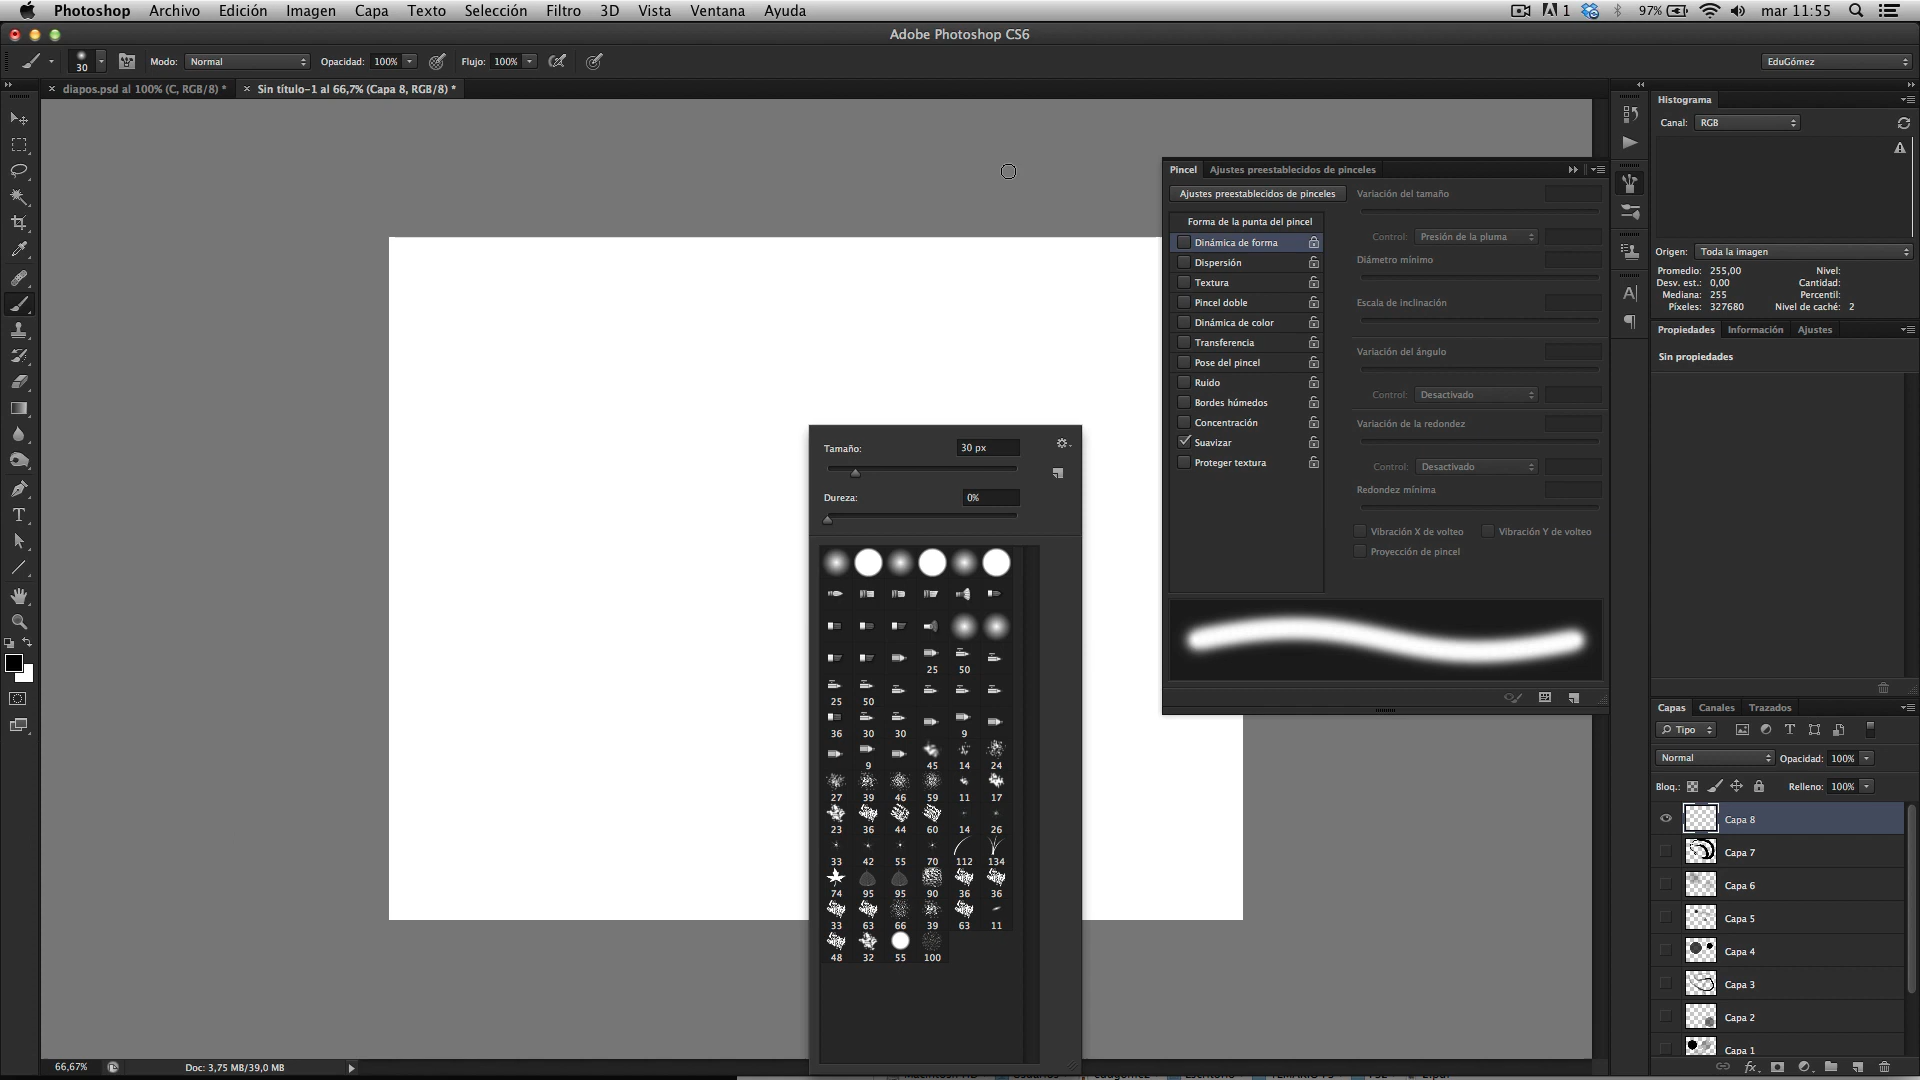 Photoshop Archivo Edición Imagen Capa Texto Selección Filtro 3D Vista Ventana Ayuda 1 97% mar 11:55
Adobe Photoshop CS6
30 Modo: Normal Opacidad: 100% Flujo: 100% EduGómez
× diapos.psd al 100% (C, RGB/8) * × Sin título-1 al 66,7% (Capa 8, RGB/8) *
Histograma
Canal: RGB
Origen: Toda la imagen
Promedio: 255,00 Nivel:
Desv. est.: 0,00 Cantidad:
Mediana: 255 Percentil:
Píxeles: 327680 Nivel de caché: 2
Propiedades Información Ajustes
Sin propiedades
Pincel Ajustes preestablecidos de pinceles
Ajustes preestablecidos de pinceles
Forma de la punta del pincel
Dinámica de forma
Dispersión
Textura
Pincel doble
Dinámica de color
Transferencia
Pose del pincel
Ruido
Bordes húmedos
Concentración
Suavizar
Proteger textura
Variación del tamaño
Control: Presión de la pluma
Diámetro mínimo
Escala de inclinación
Variación del ángulo
Control: Desactivado
Variación de la redondez
Control: Desactivado
Redondez mínima
Vibración X de volteo Vibración Y de volteo
Proyección de pincel
Tamaño: 30 px
Dureza: 0%
25 50
25 50
36 30 30 9
9 45 14 24
27 39 46 59 11 17
23 36 44 60 14 26
33 42 55 70 112 134
74 95 95 90 36 36
33 63 66 39 63 11
48 32 55 100
Capas Canales Trazados
Tipo
Normal Opacidad: 100%
Bloq.: Relleno: 100%
Capa 8
Capa 7
Capa 6
Capa 5
Capa 4
Capa 3
Capa 2
Capa 1
66,67% Doc: 3,75 MB/39,0 MB